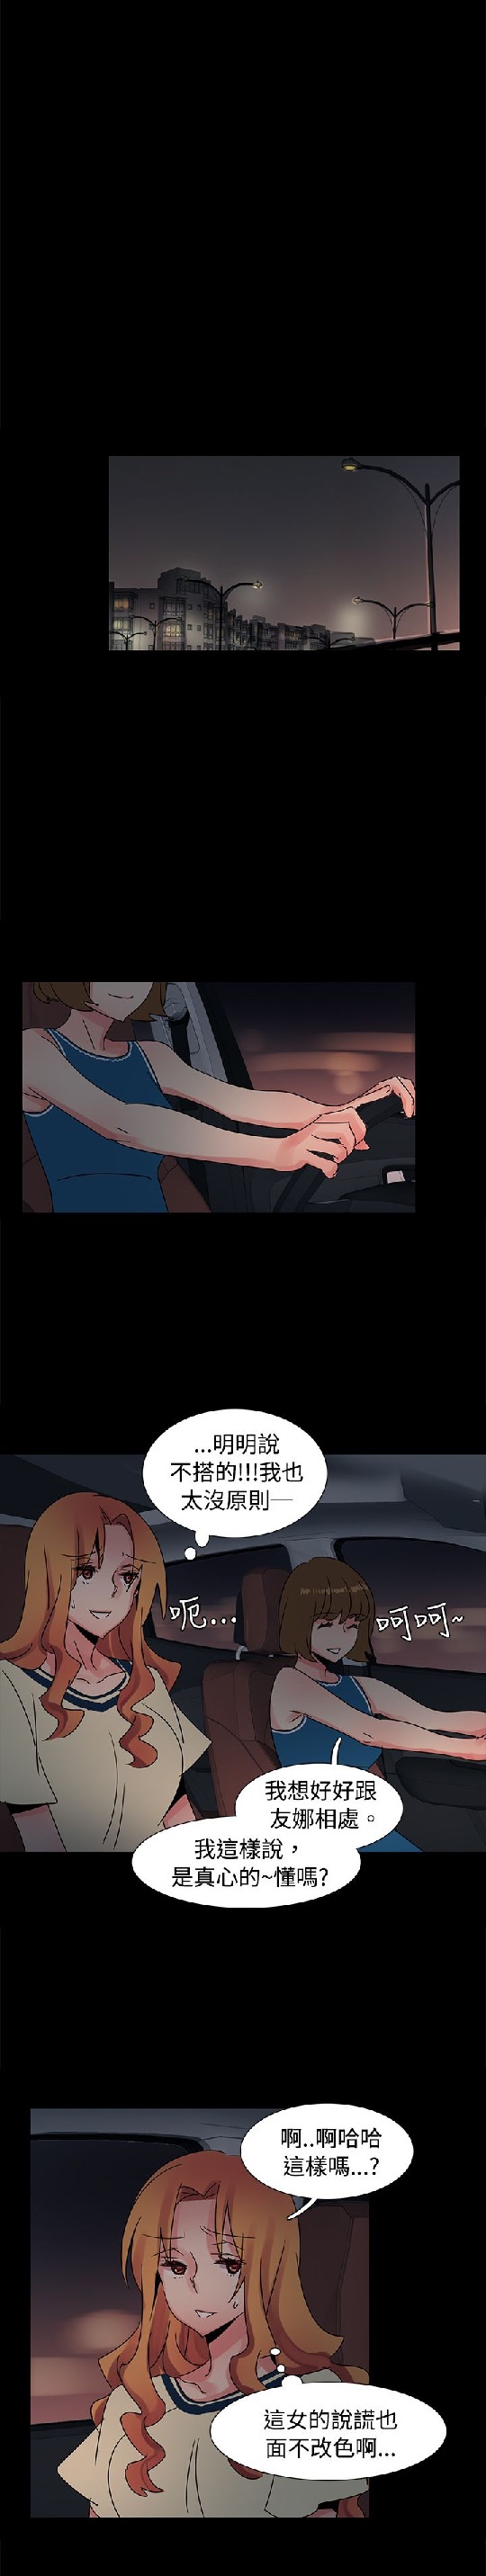 ...明明說
不搭的!!!我也
太沒原則─
呃...
呵呵~
我想好好跟
友娜相處。
我這樣說，
是真心的~懂嗎?
啊..啊哈哈
這樣嗎...?
這女的說謊也
面不改色啊...